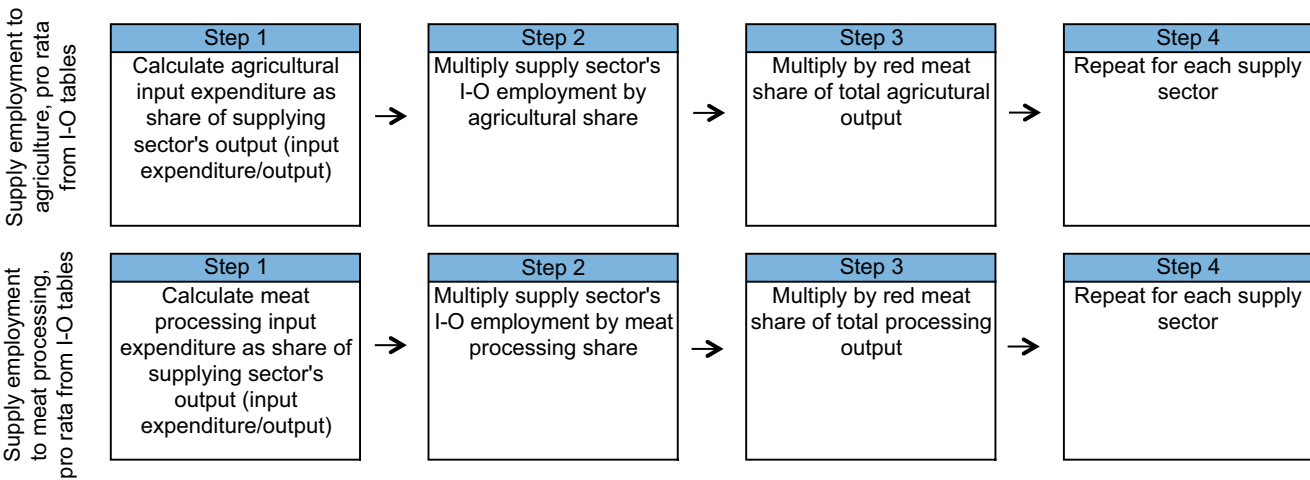 Supply employment to
agriculture, pro rata
from I-O tables
Step 1
Calculate agricultural
input expenditure as
share of supplying
sector's output (input
expenditure/output)
Step 2
Multiply supply sector's
I-O employment by
agricultural share
Step 3
Multiply by red meat
share of total agricutural
output
Step 4
Repeat for each supply
sector
Supply employment
to meat processing,
pro rata from I-O tables
Step 1
Calculate meat
processing input
expenditure as share of
supplying sector's
output (input
expenditure/output)
Step 2
Multiply supply sector's
I-O employment by meat
processing share
Step 3
Multiply by red meat
share of total processing
output
Step 4
Repeat for each supply
sector